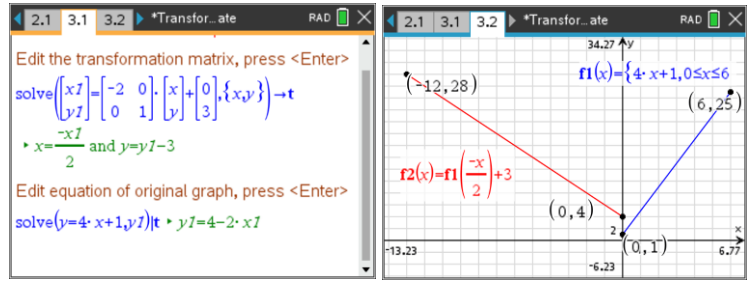 2.1 3.1 3.2 *Transfor...ate RAD
Edit the transformation matrix, press <Enter>
solve([x1 y1]=[-2 0 0 1]·[x y]+[0 3],{x,y})→t
▸ x=-x1/2 and y=y1-3
Edit equation of original graph, press <Enter>
solve(y=4·x+1,y1)|t ▸ y1=4-2·x1
2.1 3.1 3.2 *Transfor...ate RAD
34.27 y
f1(x)={4·x+1,0≤x≤6
(-12,28)
(6,25)
f2(x)=f1(-x/2)+3
(0,4)
2
(0,1)
x
-13.23
6.77
-6.23